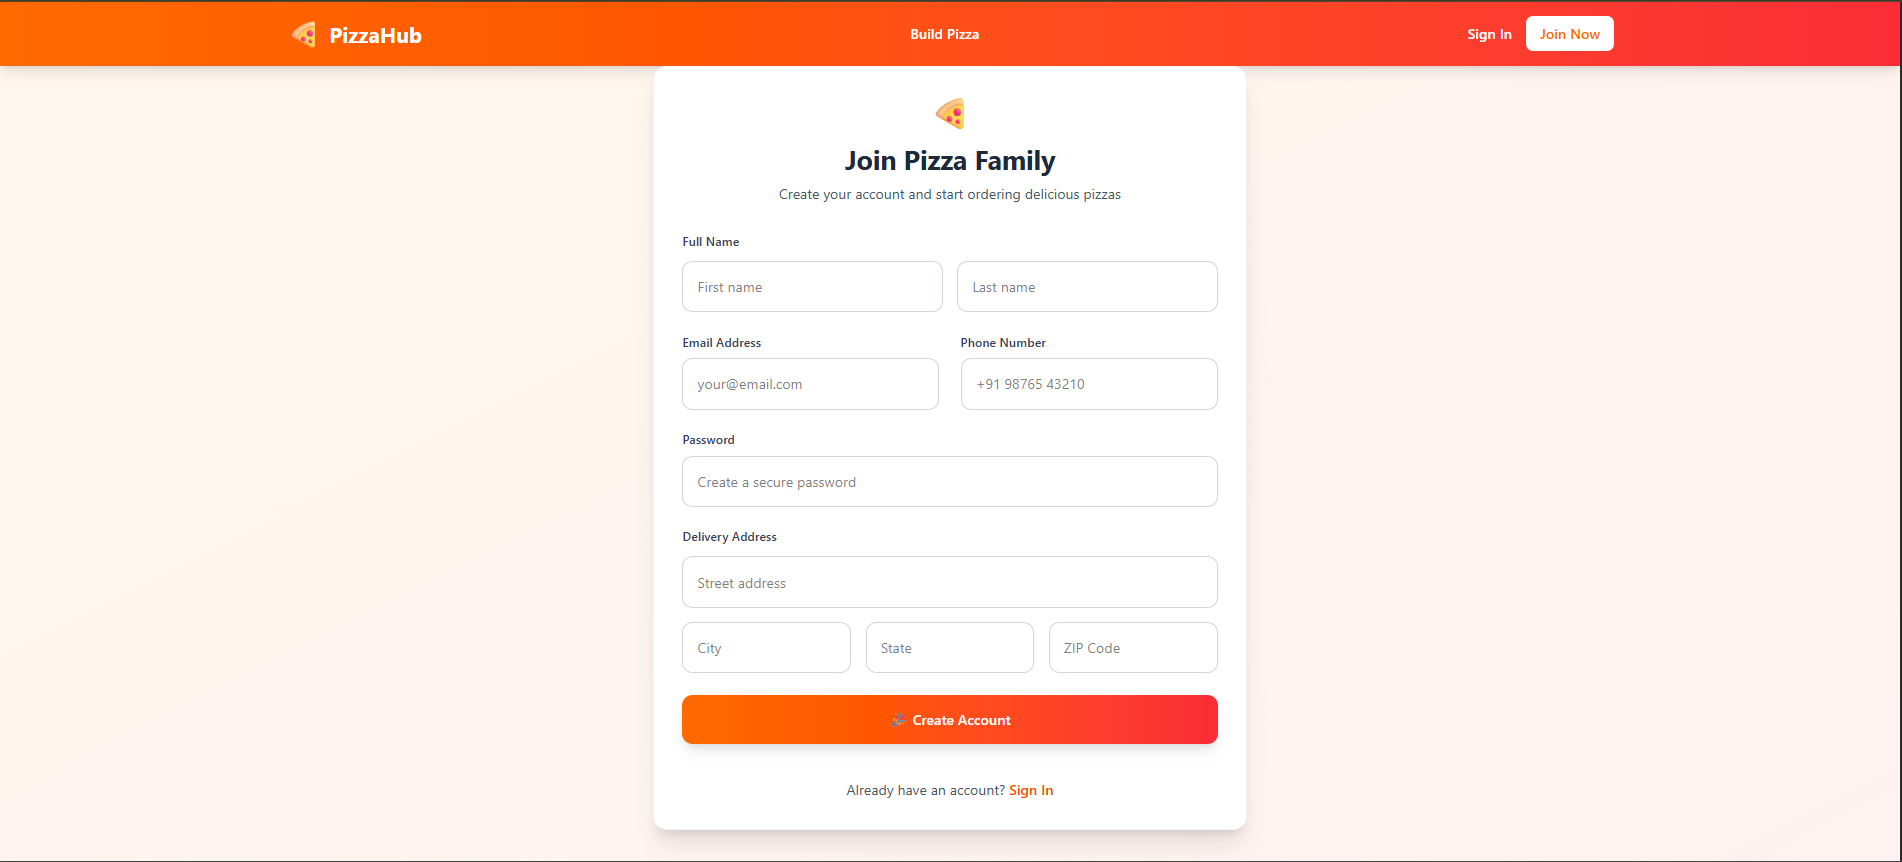 PizzaHub
Build Pizza
Sign In
Join Now
Join Pizza Family
Create your account and start ordering delicious pizzas
Full Name
First name
Last name
Email Address
Phone Number
your@email.com
+91 98765 43210
Password
Create a secure password
Delivery Address
Street address
City
State
ZIP Code
Create Account
Already have an account? Sign In